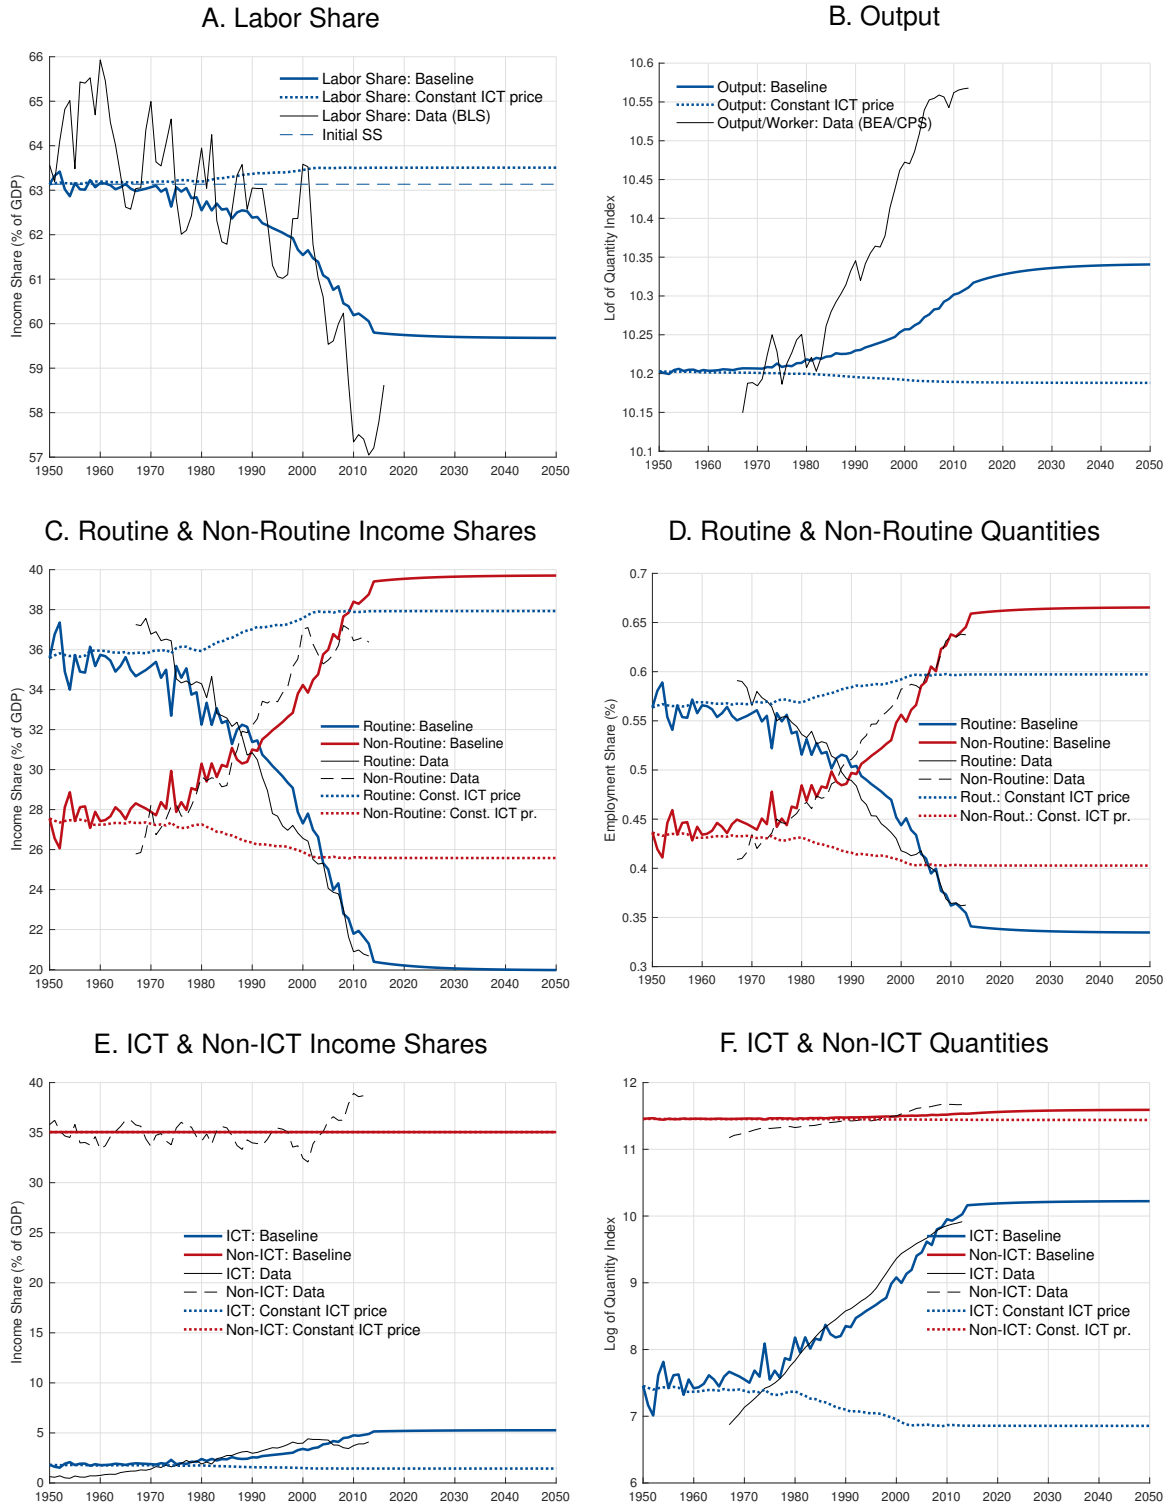 A. Labor Share
66
65
64
63
62
61
60
59
58
57
Income Share (% of GDP)
Labor Share: Baseline
Labor Share: Constant ICT price
Labor Share: Data (BLS)
Initial SS
1950 1960 1970 1980 1990 2000 2010 2020 2030 2040 2050
B. Output
10.6
10.55
10.5
10.45
10.4
10.35
10.3
10.25
10.2
10.15
10.1
Lof of Quantity Index
Output: Baseline
Output: Constant ICT price
Output/Worker: Data (BEA/CPS)
1950 1960 1970 1980 1990 2000 2010 2020 2030 2040 2050
C. Routine & Non-Routine Income Shares
40
38
36
34
32
30
28
26
24
22
20
Income Share (% of GDP)
Routine: Baseline
Non-Routine: Baseline
Routine: Data
Non-Routine: Data
Routine: Const. ICT price
Non-Routine: Const. ICT pr.
1950 1960 1970 1980 1990 2000 2010 2020 2030 2040 2050
D. Routine & Non-Routine Quantities
0.7
0.65
0.6
0.55
0.5
0.45
0.4
0.35
0.3
Employment Share (%)
Routine: Baseline
Non-Routine: Baseline
Routine: Data
Non-Routine: Data
Rout.: Constant ICT price
Non-Rout.: Const. ICT pr.
1950 1960 1970 1980 1990 2000 2010 2020 2030 2040 2050
E. ICT & Non-ICT Income Shares
40
35
30
25
20
15
10
5
0
Income Share (% of GDP)
ICT: Baseline
Non-ICT: Baseline
ICT: Data
Non-ICT: Data
ICT: Constant ICT price
Non-ICT: Constant ICT price
1950 1960 1970 1980 1990 2000 2010 2020 2030 2040 2050
F. ICT & Non-ICT Quantities
12
11
10
9
8
7
6
Log of Quantity Index
ICT: Baseline
Non-ICT: Baseline
ICT: Data
Non-ICT: Data
ICT: Constant ICT price
Non-ICT: Const. ICT pr.
1950 1960 1970 1980 1990 2000 2010 2020 2030 2040 2050